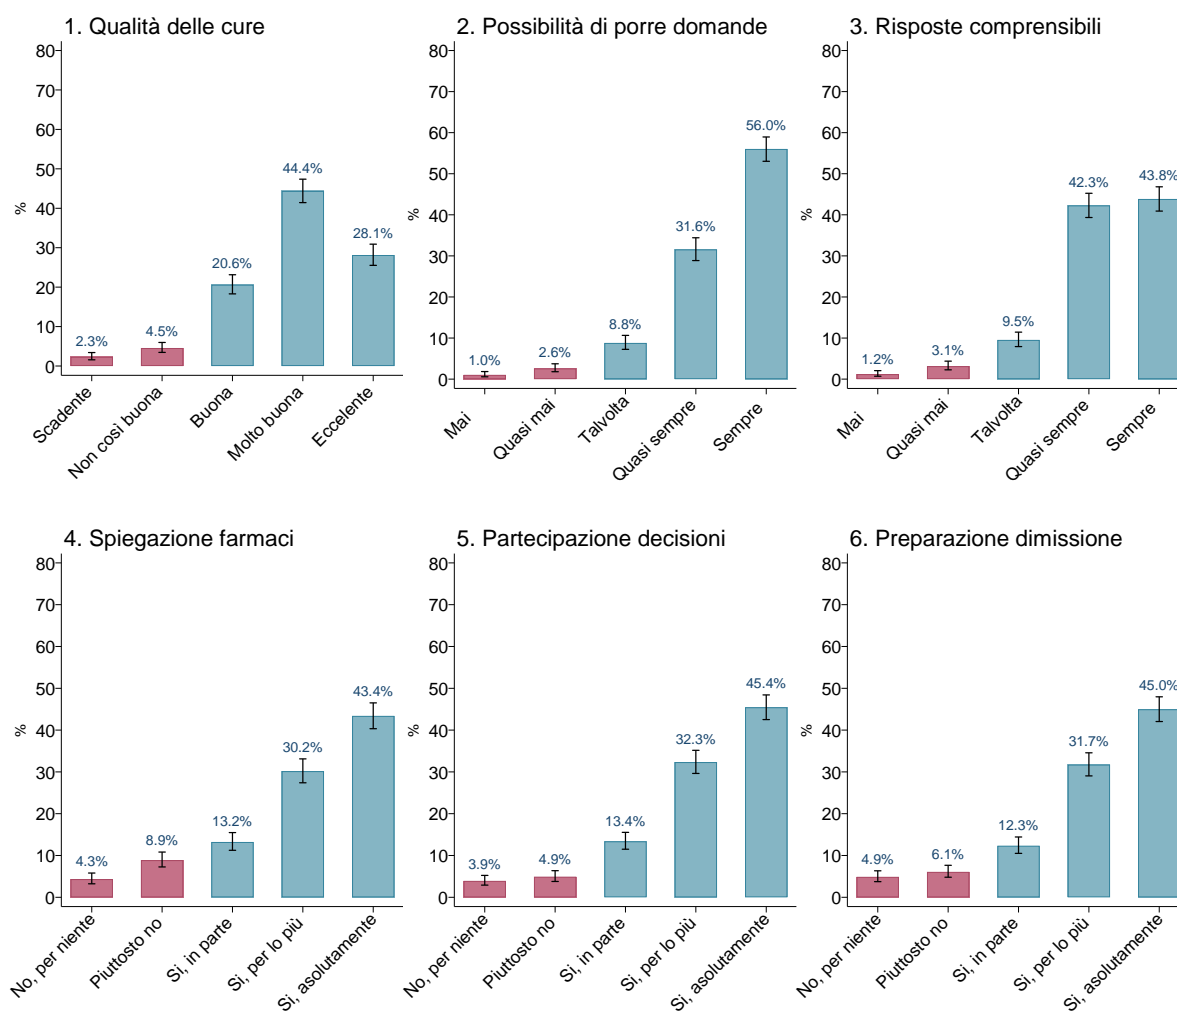 1. Qualità delle cure
80
70
60
50
40
30
20
10
0
%
2.3%
4.5%
20.6%
44.4%
28.1%
Scadente
Non così buona
Buona
Molto buona
Eccelente
2. Possibilità di porre domande
80
70
60
50
40
30
20
10
0
%
1.0%
2.6%
8.8%
31.6%
56.0%
Mai
Quasi mai
Talvolta
Quasi sempre
Sempre
3. Risposte comprensibili
80
70
60
50
40
30
20
10
0
%
1.2%
3.1%
9.5%
42.3%
43.8%
Mai
Quasi mai
Talvolta
Quasi sempre
Sempre
4. Spiegazione farmaci
80
70
60
50
40
30
20
10
0
%
4.3%
8.9%
13.2%
30.2%
43.4%
No, per niente
Piuttosto no
Si, in parte
Si, per lo più
Si, asolutamente
5. Partecipazione decisioni
80
70
60
50
40
30
20
10
0
%
3.9%
4.9%
13.4%
32.3%
45.4%
No, per niente
Piuttosto no
Si, in parte
Si, per lo più
Si, asolutamente
6. Preparazione dimissione
80
70
60
50
40
30
20
10
0
%
4.9%
6.1%
12.3%
31.7%
45.0%
No, per niente
Piuttosto no
Si, in parte
Si, per lo più
Si, asolutamente